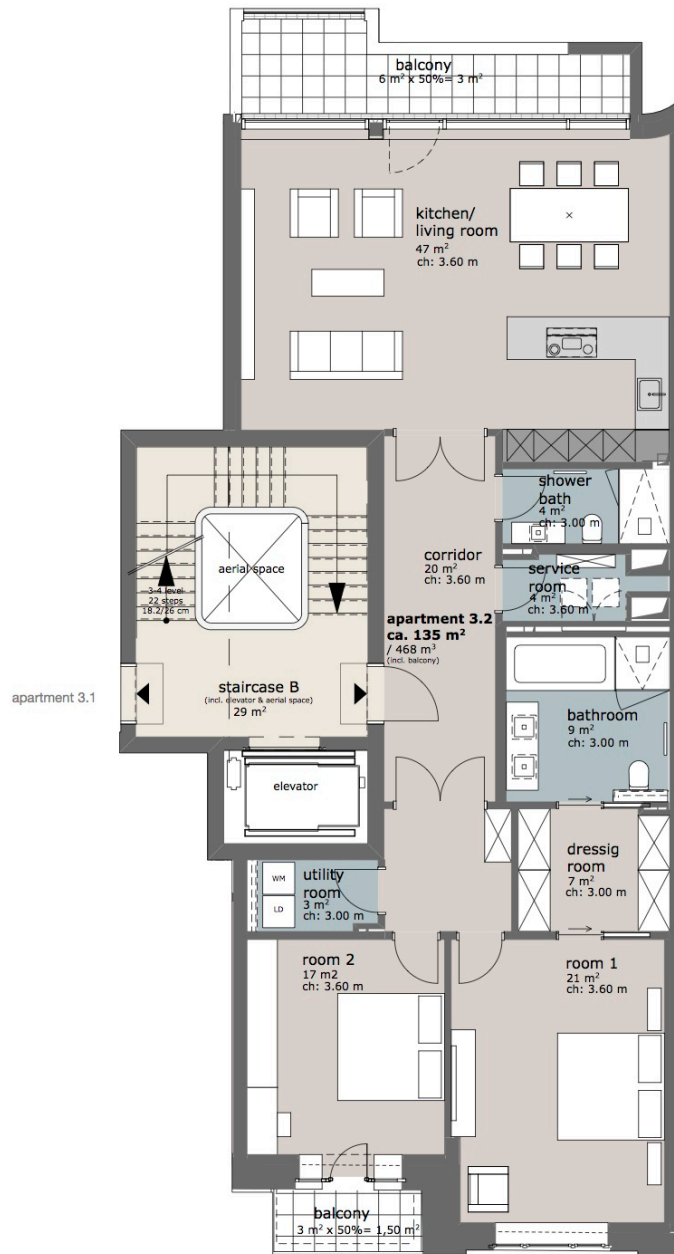 balcony
6 m² x 50%= 3 m²
kitchen/
living room
47 m²
ch: 3.60 m
shower
bath
4 m²
ch: 3.00 m
corridor
20 m²
ch: 3.60 m
service
room
4 m²
ch: 3.60 m
aerial space
3-4 level
22 steps
18.2/26 cm
apartment 3.2
ca. 135 m²
/ 468 m³
(incl. balcony)
apartment 3.1
staircase B
(incl. elevator & aerial space)
29 m²
bathroom
9 m²
ch: 3.00 m
elevator
dressig
room
7 m²
ch: 3.00 m
utility
room
3 m²
ch: 3.00 m
WM
LD
room 2
17 m2
ch: 3.60 m
room 1
21 m²
ch: 3.60 m
balcony
3 m² x 50%= 1,50 m²